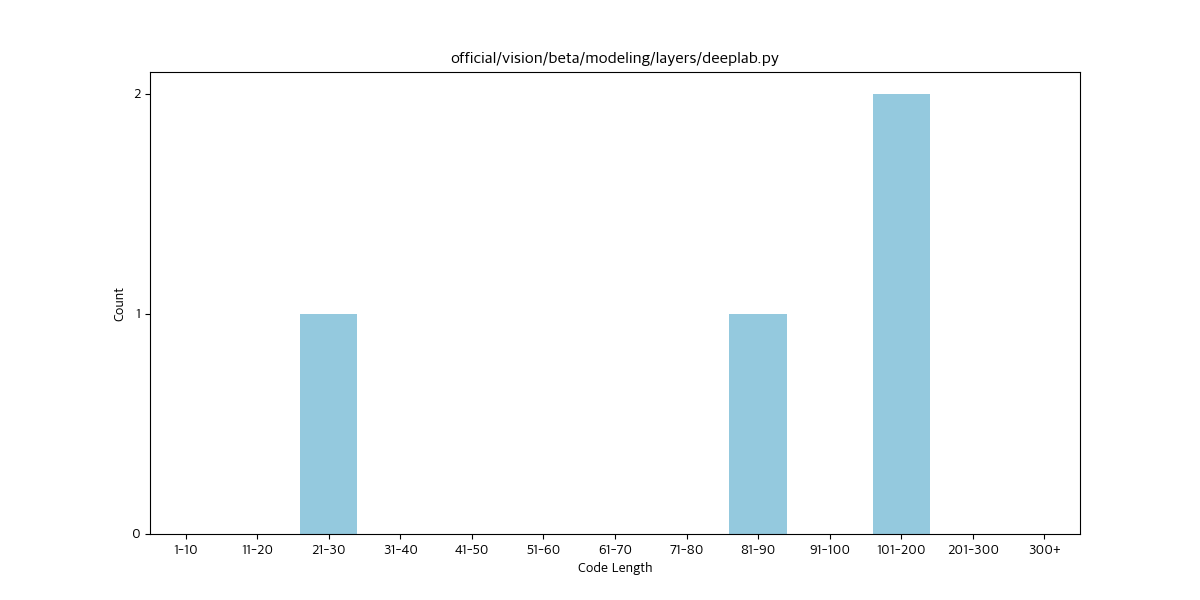 official/vision/beta/modeling/layers/deeplab.py
2
1
0
Count
1-10 11-20 21-30 31-40 41-50 51-60 61-70 71-80 81-90 91-100 101-200 201-300 300+
Code Length